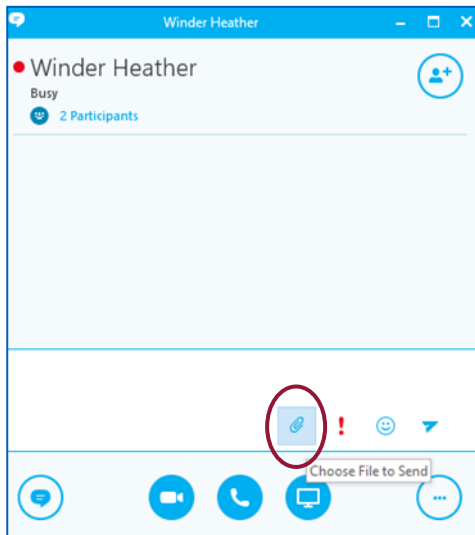 Winder Heather
Winder Heather
Busy
2 Participants
Choose File to Send